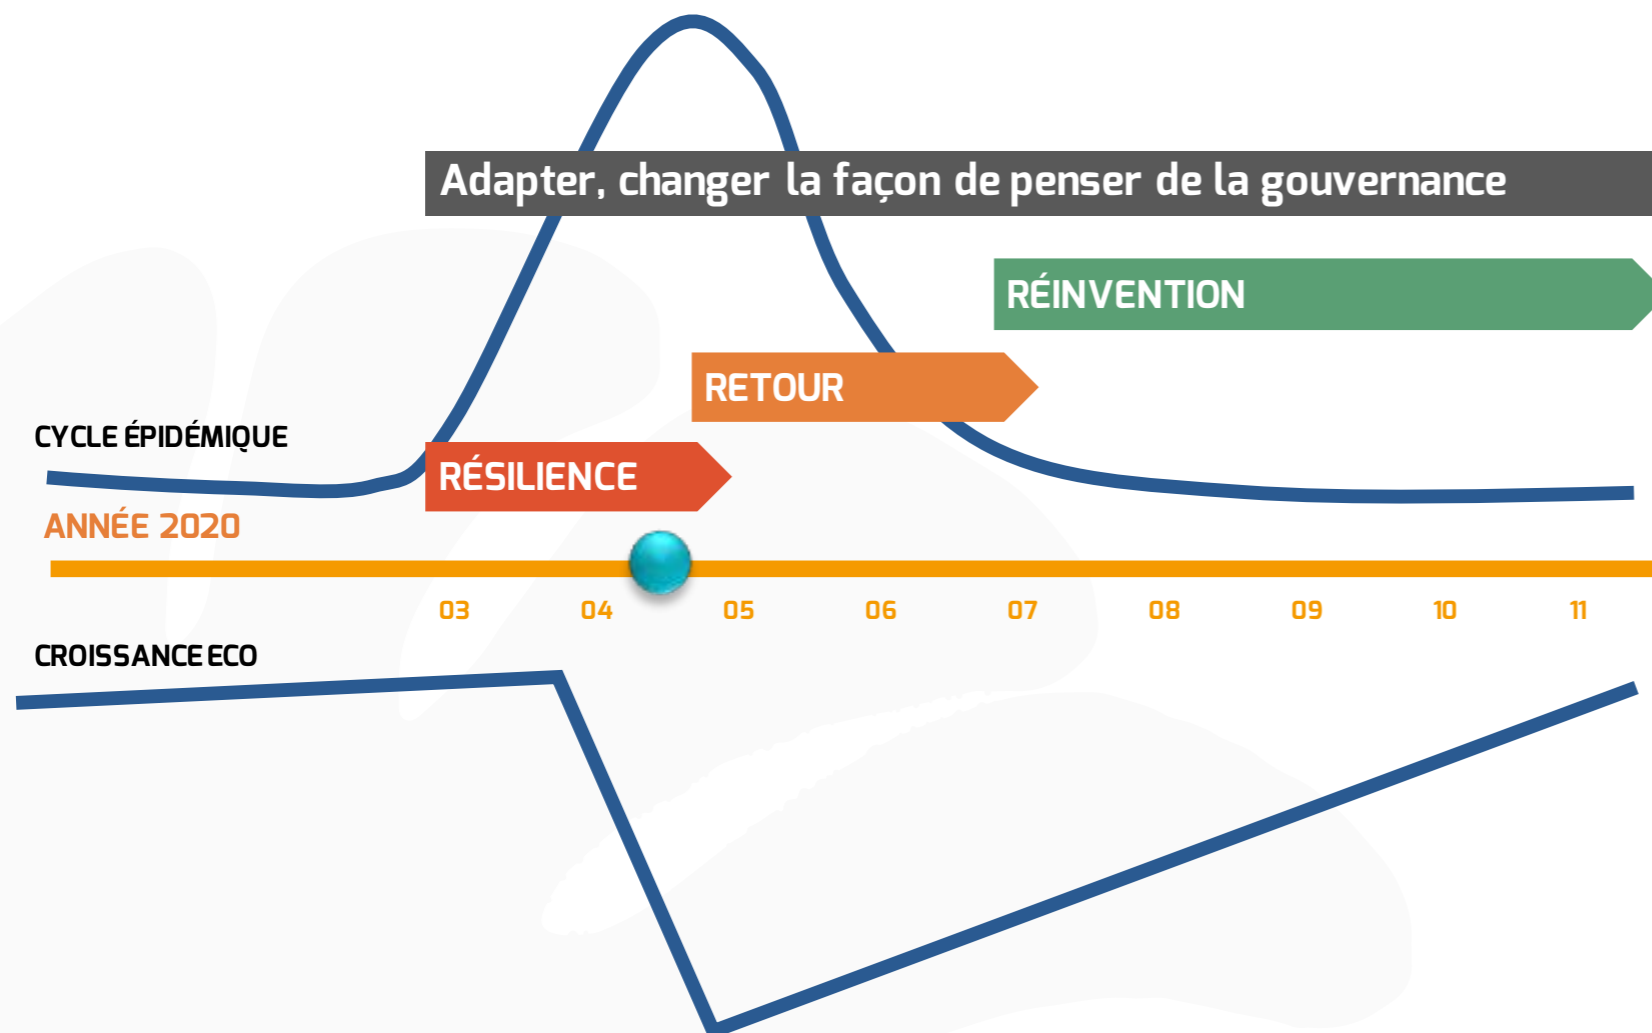 Adapter, changer la façon de penser de la gouvernance
RÉINVENTION
RETOUR
CYCLE ÉPIDÉMIQUE
RÉSILIENCE
ANNÉE 2020
03 04 05 06 07 08 09 10 11
CROISSANCE ECO